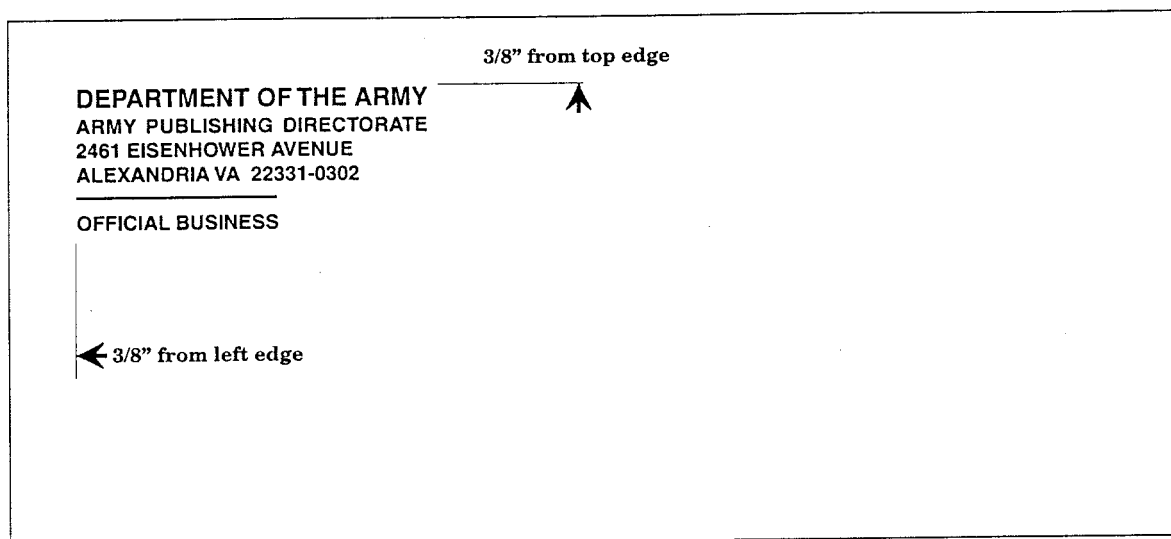 3/8” from top edge
DEPARTMENT OF THE ARMY
ARMY PUBLISHING DIRECTORATE
2461 EISENHOWER AVENUE
ALEXANDRIA VA 22331-0302
OFFICIAL BUSINESS
3/8” from left edge